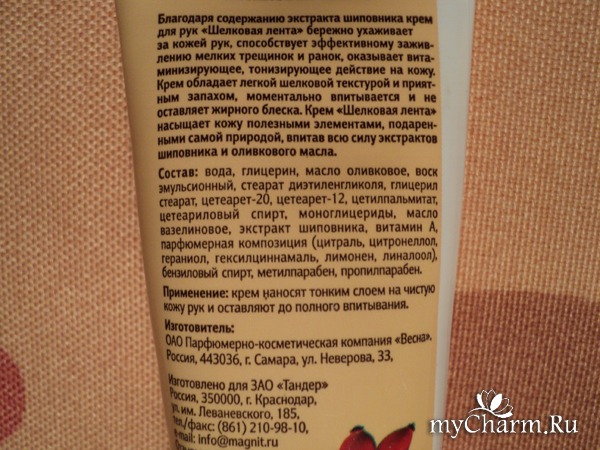 Благодаря содержанию экстракта шиповника крем
для рук «Шелковая лента» бережно ухаживает
за кожей рук, способствует эффективному зажив-
лению мелких трещинок и ранок, оказывает вита-
минизирующее, тонизирующее действие на кожу.
Крем обладает легкой шелковой текстурой и прият-
ным запахом, моментально впитывается и не
оставляет жирного блеска. Крем «Шелковая лента»
насыщает кожу полезными элементами, подарен-
ными самой природой, впитав всю силу экстрактов
шиповника и оливкового масла.
Состав: вода, глицерин, масло оливковое, воск
эмульсионный, стеарат диэтиленгликоля, глицерил
стеарат, цетеарет-20, цетеарет-12, цетилпальмитат,
цетеариловый спирт, моноглицериды, масло
вазелиновое, экстракт шиповника, витамин А,
парфюмерная композиция (цитраль, цитронеллол,
гераниол, гексилциннамаль, лимонен, линалоол),
бензиловый спирт, метилпарабен, пропилпарабен.
Применение: крем наносят тонким слоем на чистую
кожу рук и оставляют до полного впитывания.
Изготовитель:
ОАО Парфюмерно-косметическая компания «Весна».
Россия, 443036, г. Самара, ул. Неверова, 33,
Изготовлено для ЗАО «Тандер»
Россия, 350000, г. Краснодар,
ул. им. Леваневского, 185,
тел./факс: (861) 210-98-10,
e-mail: info@magnit.ru
myCharm.Ru